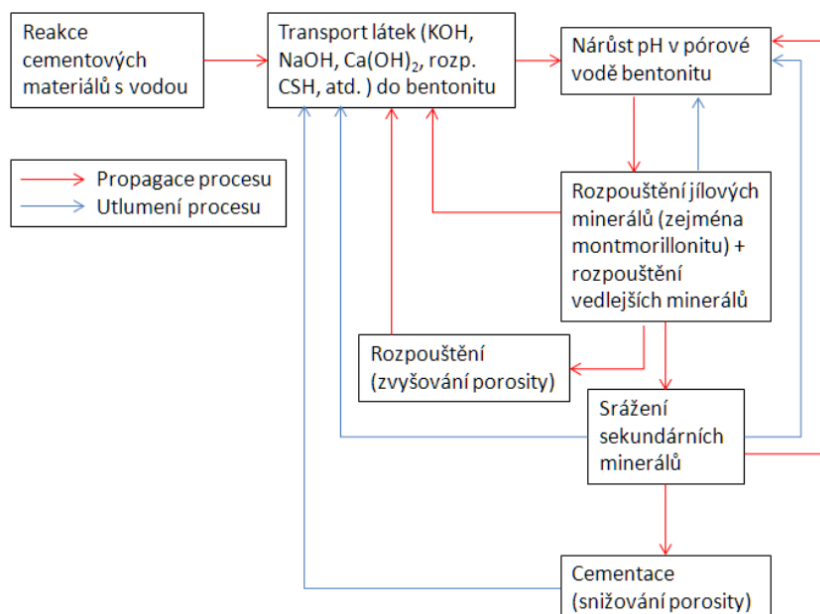 Reakce
cementových
materiálů s vodou
Transport látek (KOH,
NaOH, Ca(OH)₂, rozp.
CSH, atd. ) do bentonitu
Nárůst pH v pórové
vodě bentonitu
Propagace procesu
Utlumení procesu
Rozpouštění jílových
minerálů (zejména
montmorillonitu) +
rozpouštění
vedlejších minerálů
Rozpouštění
(zvyšování porosity)
Srážení
sekundárních
minerálů
Cementace
(snižování porosity)